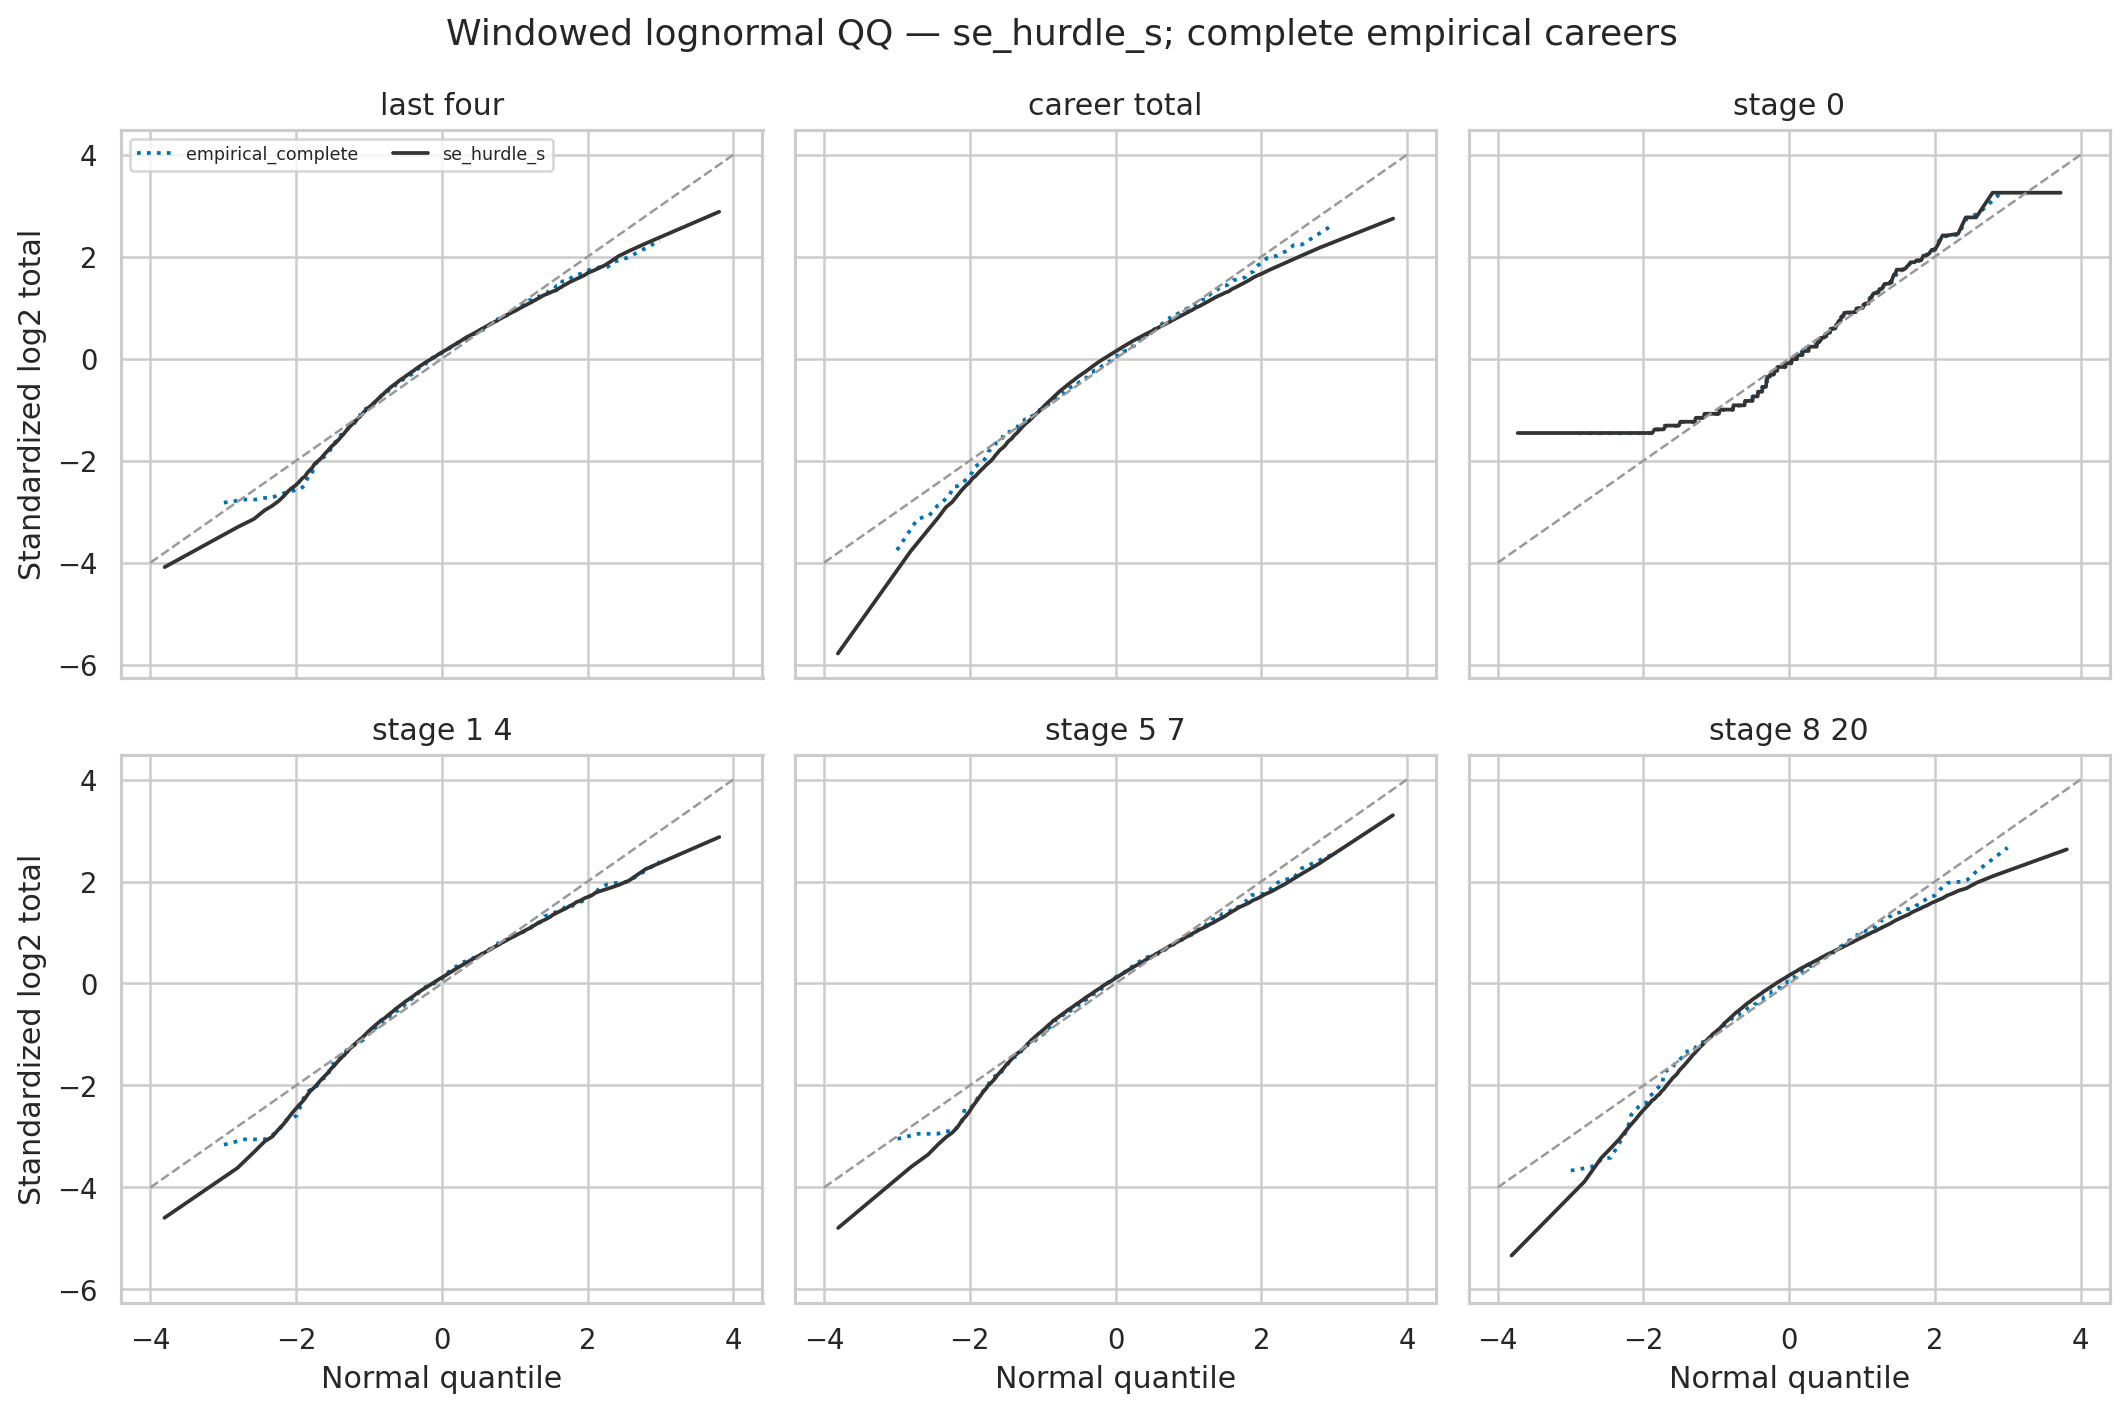 Windowed lognormal QQ — se_hurdle_s; complete empirical careers
last four
career total
stage 0
empirical_complete
se_hurdle_s
Standardized log2 total
4
2
0
−2
−4
−6
stage 1 4
stage 5 7
stage 8 20
Standardized log2 total
4
2
0
−2
−4
−6
−4 −2 0 2 4
−4 −2 0 2 4
−4 −2 0 2 4
Normal quantile
Normal quantile
Normal quantile